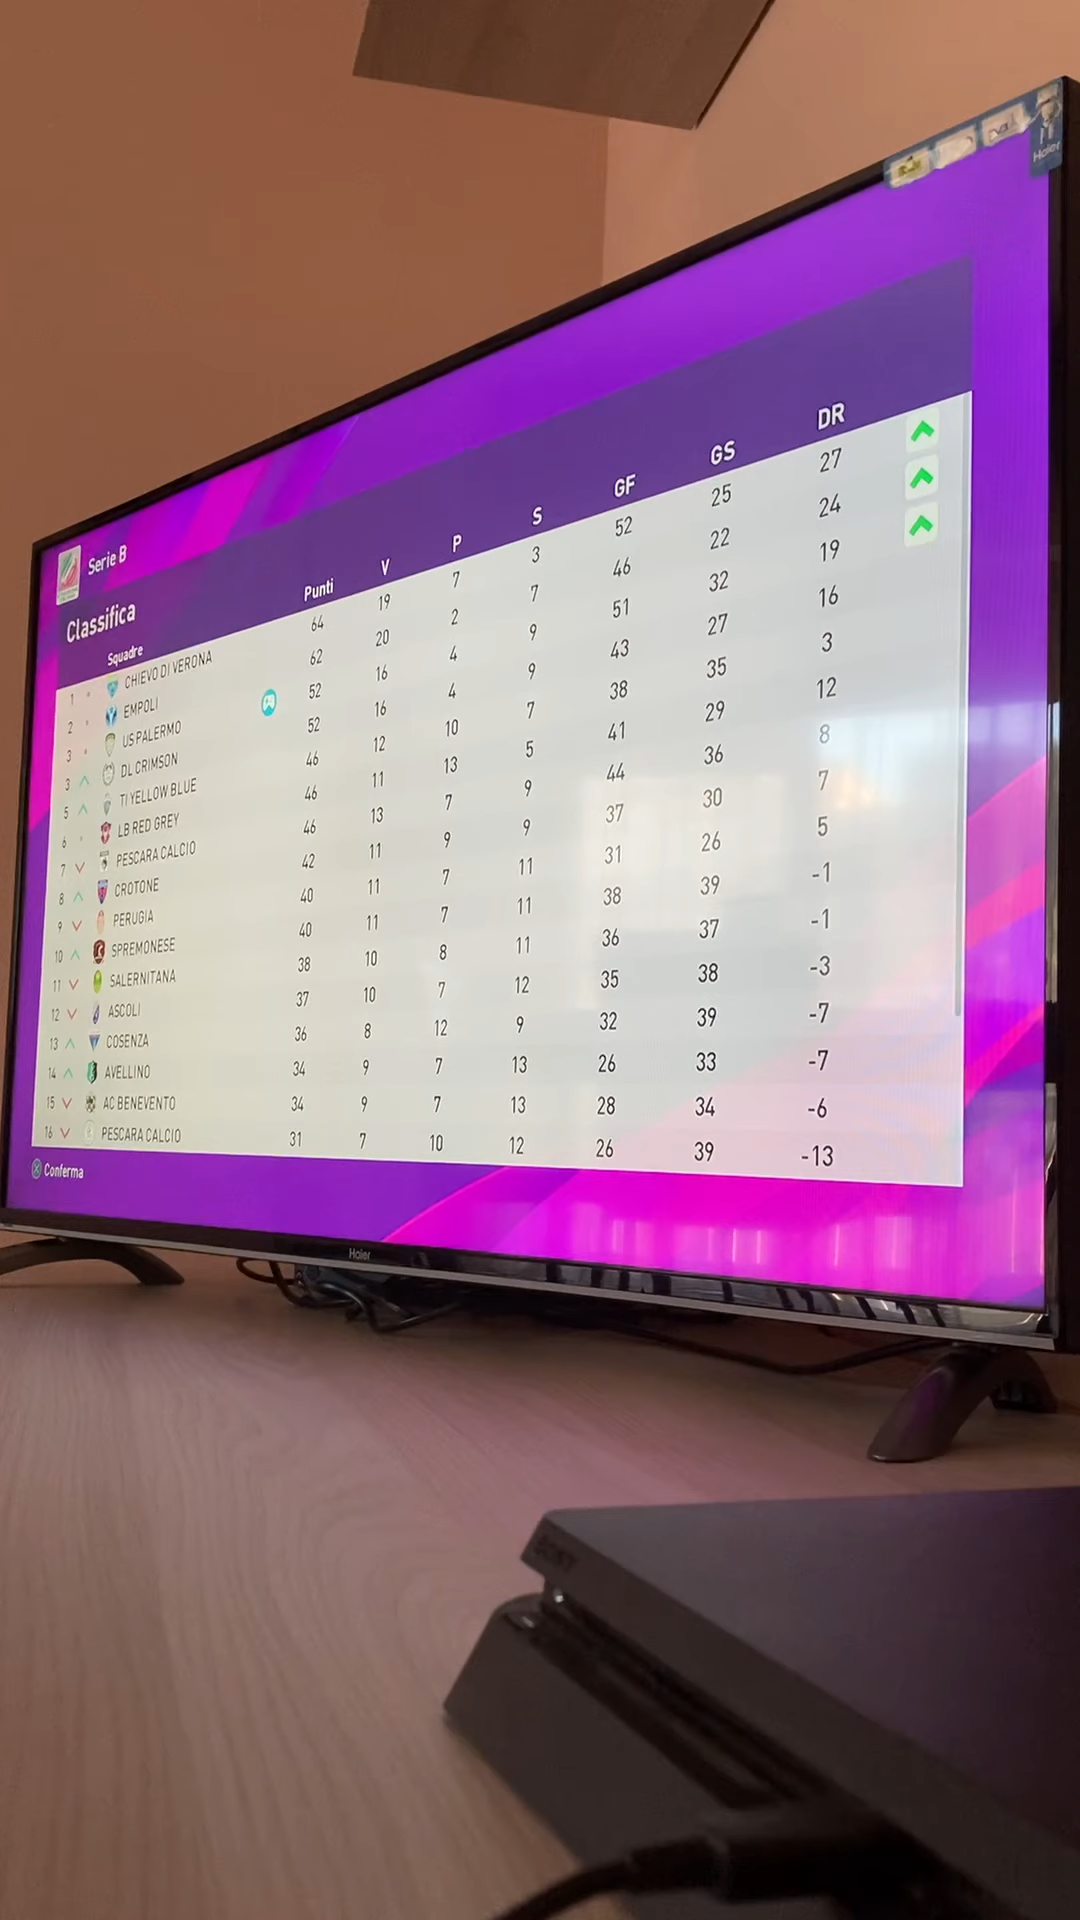 Serie B
Classifica
Squadre Punti V P S GF GS DR
1 CHIEVO DI VERONA 64 19 7 3 52 25 27
2 EMPOLI 62 20 2 7 46 22 24
3 US PALERMO 52 16 4 9 51 32 19
3 DL CRIMSON 52 16 4 9 43 27 16
5 TI YELLOW BLUE 46 12 10 7 38 35 3
6 LB RED GREY 46 11 13 5 41 29 12
7 PESCARA CALCIO 46 13 7 9 44 36 8
8 CROTONE 42 11 9 9 37 30 7
9 PERUGIA 40 11 7 11 31 26 5
10 SPREMONESE 40 11 7 11 38 39 -1
11 SALERNITANA 38 10 8 11 36 37 -1
12 ASCOLI 37 10 7 12 35 38 -3
13 COSENZA 36 8 12 9 32 39 -7
14 AVELLINO 34 9 7 13 26 33 -7
15 AC BENEVENTO 34 9 7 13 28 34 -6
16 PESCARA CALCIO 31 7 10 12 26 39 -13
Conferma
Haier
Haier
SONY